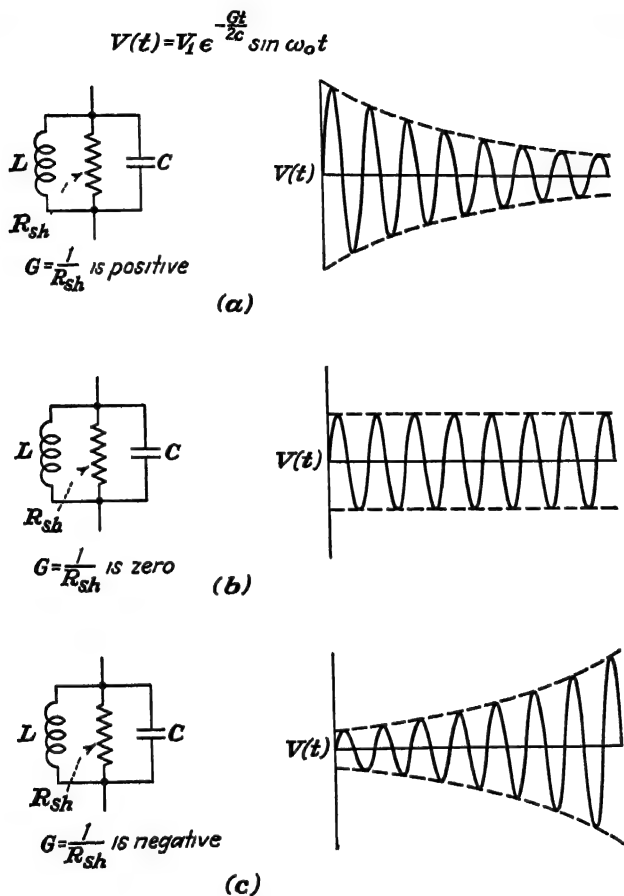 V(t)=V₁ε^(-Gt/2c) sin ω₀t
L
C
R_sh
V(t)
G=1/R_sh is positive
(a)
L
C
R_sh
V(t)
G=1/R_sh is zero
(b)
L
C
R_sh
V(t)
G=1/R_sh is negative
(c)